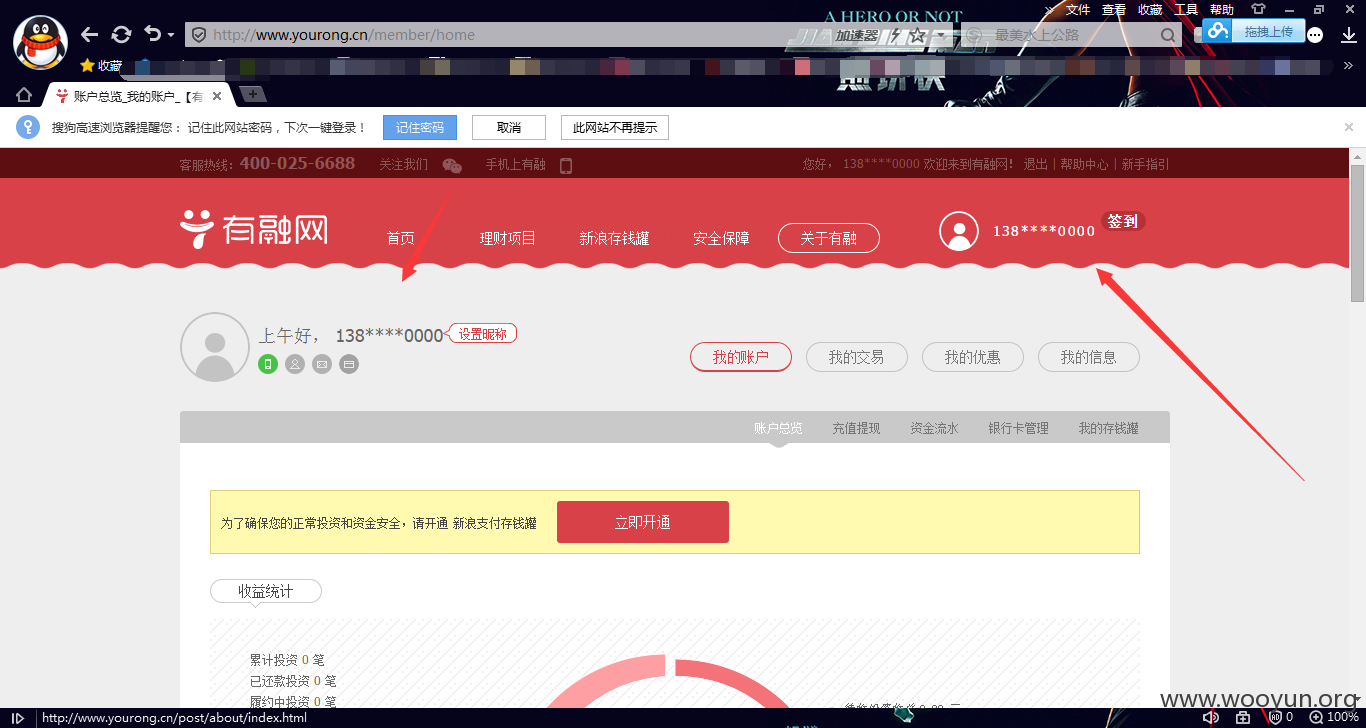 A HERO OR NOT
» 文件 查看 收藏 工具 帮助
http://www.yourong.cn/member/home
加速器
最美水上公路
拖拽上传
收藏
账户总览_我的账户_【有
搜狗高速浏览器提醒您： 记住此网站密码，下次一键登录！ 记住密码 取消 此网站不再提示
客服热线：400-025-6688 关注我们 手机上有融 您好， 138****0000 欢迎来到有融网！ 退出 | 帮助中心 | 新手指引
有融网 首页 理财项目 新浪存钱罐 安全保障 关于有融 138****0000 签到
上午好， 138****0000 设置昵称
我的账户 我的交易 我的优惠 我的信息
账户总览 充值提现 资金流水 银行卡管理 我的存钱罐
为了确保您的正常投资和资金安全，请开通 新浪支付存钱罐 立即开通
收益统计
累计投资 0 笔
已还款投资 0 笔
履约中投资 0 笔
www.wooyun.org
http://www.yourong.cn/post/about/index.html
0 100%